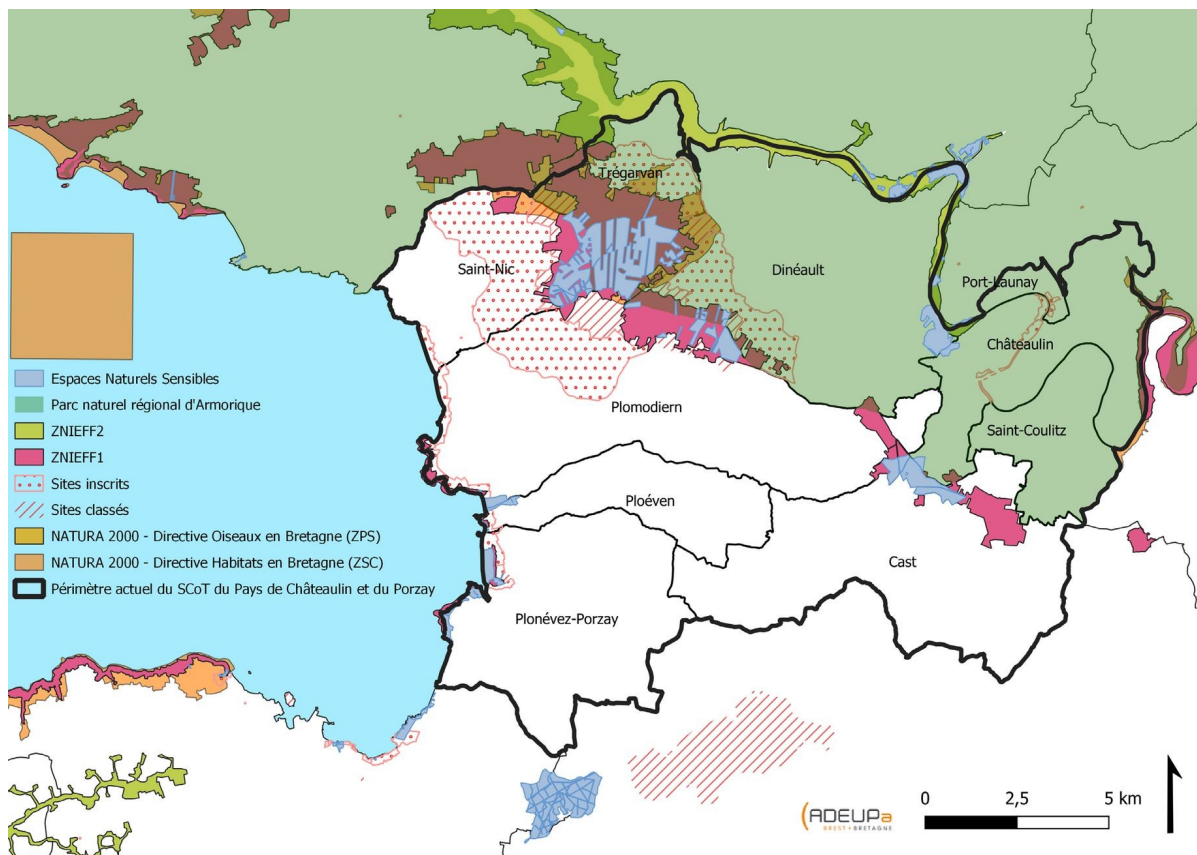 Trégarvan
Saint-Nic
Dinéault
Port-Launay
Châteaulin
Plomodiern
Saint-Coulitz
Ploéven
Cast
Plonévez-Porzay
Espaces Naturels Sensibles
Parc naturel régional d'Armorique
ZNIEFF2
ZNIEFF1
Sites inscrits
Sites classés
NATURA 2000 - Directive Oiseaux en Bretagne (ZPS)
NATURA 2000 - Directive Habitats en Bretagne (ZSC)
Périmètre actuel du SCoT du Pays de Châteaulin et du Porzay
ADEUPa
BREST • BRETAGNE
0 2,5 5 km